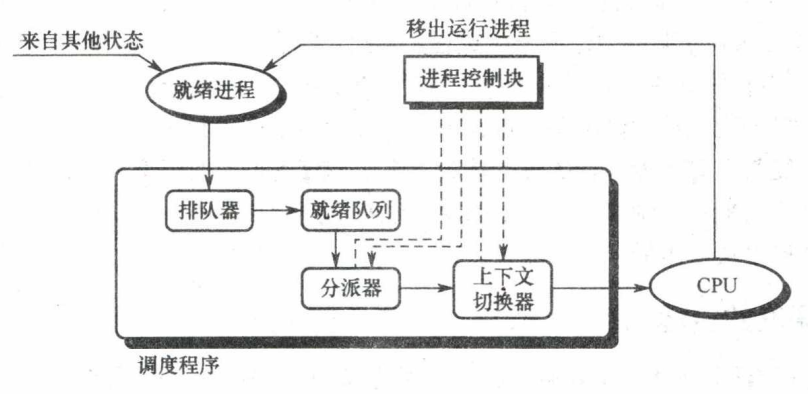 移出运行进程
来自其他状态
进程控制块
就绪进程
排队器
就绪队列
分派器
上下文
切换器
CPU
调度程序